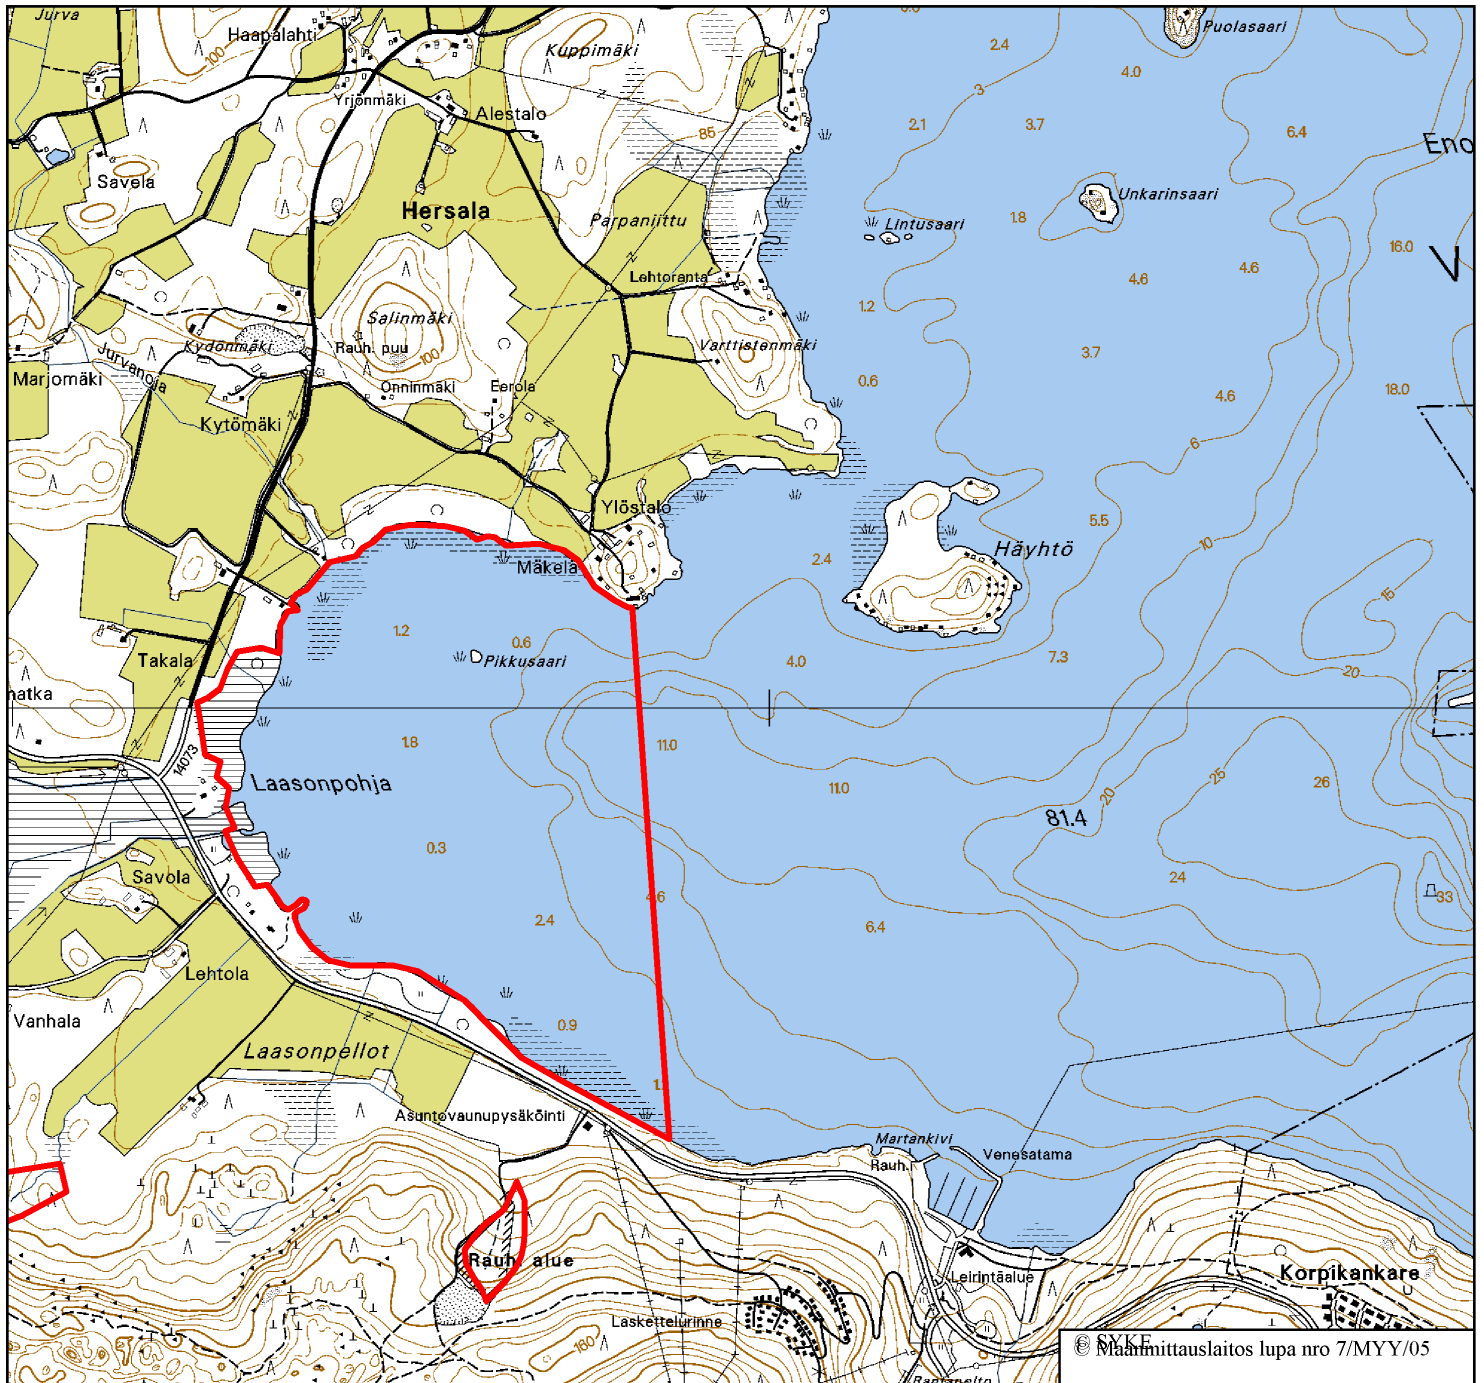 Jurva
Haapalahti
Kuppimäki
2.4
Puolasaari
4.0
100
3
Yrjönmäki
Alestalo
85
2.1
3.7
6.4
Eno
Savela
Hersala
Parpaniittu
Unkarinsaari
Lintusaari
1.8
16.0
V
4.6
4.6
Lehtoranta
1.2
Salinmäki
Kydönmäki
Rauh. puu
100
Varttistenmäki
3.7
Jurvanoja
Marjomäki
Onninmäki
Eerola
0.6
4.6
18.0
Kytömäki
6
Ylöstalo
5.5
Häyhtö
10
2.4
Mäkelä
15
1.2
0.6
Takala
Pikkusaari
4.0
7.3
20
natka
1.8
11.0
14073
Laasonpohja
11.0
25
26
20
81.4
0.3
Savola
24
33
4.6
2.4
6.4
Lehtola
Vanhala
0.9
Laasonpellot
Asuntovaunupysäköinti
Martankivi
Venesatama
Rauh.
Rauh. alue
Leirintäalue
Korpikankare
Laskettelurinne
160
© SYKE
© Maanmittauslaitos lupa nro 7/MYY/05
Rantapelto